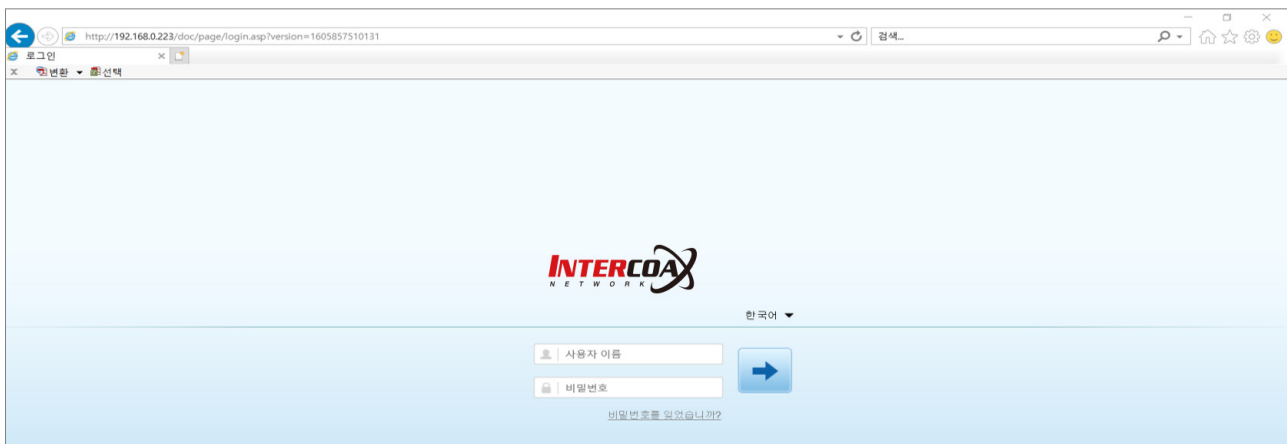 http://192.168.0.223/doc/page/login.asp?version=1605857510131
검색...
로그인
x 변환 선택
INTERCOAX
NETWORK
한국어
사용자 이름
비밀번호
비밀번호를 잊었습니까?